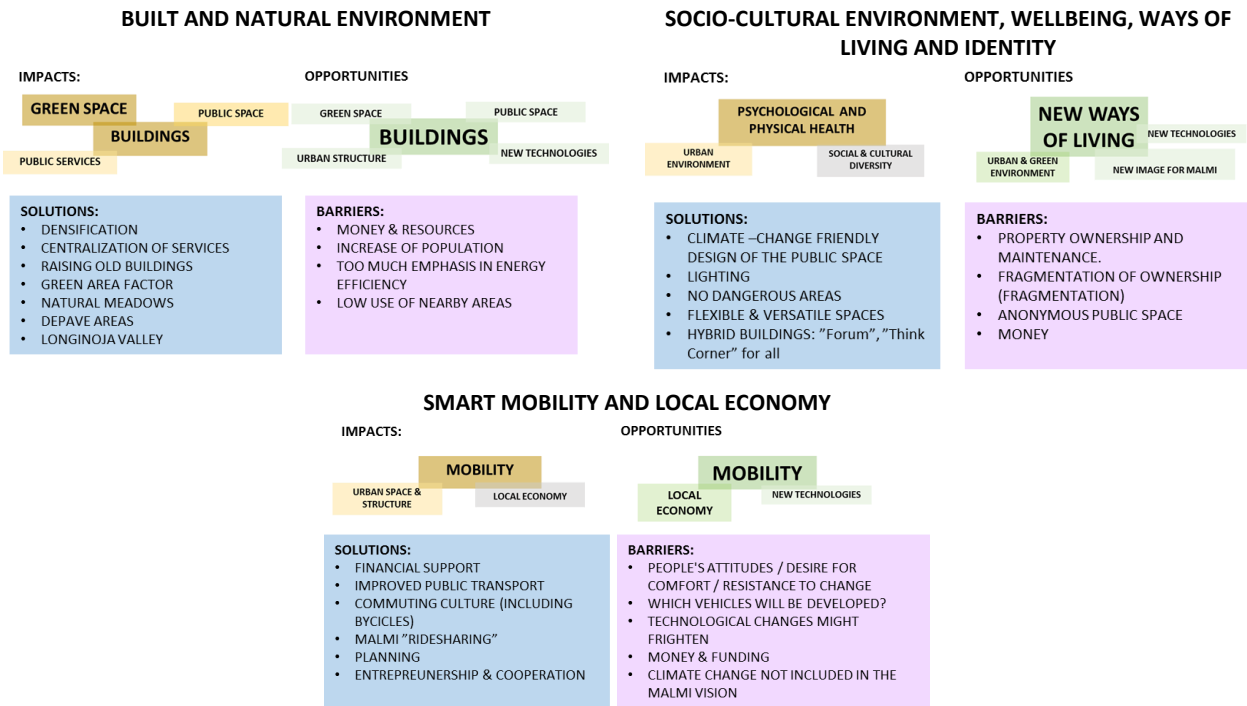 BUILT AND NATURAL ENVIRONMENT
IMPACTS:
GREEN SPACE
PUBLIC SPACE
BUILDINGS
PUBLIC SERVICES
OPPORTUNITIES
GREEN SPACE
PUBLIC SPACE
BUILDINGS
URBAN STRUCTURE
NEW TECHNOLOGIES
SOLUTIONS:
• DENSIFICATION
• CENTRALIZATION OF SERVICES
• RAISING OLD BUILDINGS
• GREEN AREA FACTOR
• NATURAL MEADOWS
• DEPAVE AREAS
• LONGINOJA VALLEY
BARRIERS:
• MONEY & RESOURCES
• INCREASE OF POPULATION
• TOO MUCH EMPHASIS IN ENERGY
EFFICIENCY
• LOW USE OF NEARBY AREAS
SOCIO-CULTURAL ENVIRONMENT, WELLBEING, WAYS OF
LIVING AND IDENTITY
IMPACTS:
PSYCHOLOGICAL AND
PHYSICAL HEALTH
URBAN
ENVIRONMENT
SOCIAL & CULTURAL
DIVERSITY
OPPORTUNITIES
NEW WAYS
OF LIVING
NEW TECHNOLOGIES
URBAN & GREEN
ENVIRONMENT
NEW IMAGE FOR MALMI
SOLUTIONS:
• CLIMATE –CHANGE FRIENDLY
DESIGN OF THE PUBLIC SPACE
• LIGHTING
• NO DANGEROUS AREAS
• FLEXIBLE & VERSATILE SPACES
• HYBRID BUILDINGS: ”Forum”, ”Think
Corner” for all
BARRIERS:
• PROPERTY OWNERSHIP AND
MAINTENANCE.
• FRAGMENTATION OF OWNERSHIP
(FRAGMENTATION)
• ANONYMOUS PUBLIC SPACE
• MONEY
SMART MOBILITY AND LOCAL ECONOMY
IMPACTS:
MOBILITY
URBAN SPACE &
STRUCTURE
LOCAL ECONOMY
OPPORTUNITIES
MOBILITY
LOCAL
ECONOMY
NEW TECHNOLOGIES
SOLUTIONS:
• FINANCIAL SUPPORT
• IMPROVED PUBLIC TRANSPORT
• COMMUTING CULTURE (INCLUDING
BYCICLES)
• MALMI ”RIDESHARING”
• PLANNING
• ENTREPREUNERSHIP & COOPERATION
BARRIERS:
• PEOPLE'S ATTITUDES / DESIRE FOR
COMFORT / RESISTANCE TO CHANGE
• WHICH VEHICLES WILL BE DEVELOPED?
• TECHNOLOGICAL CHANGES MIGHT
FRIGHTEN
• MONEY & FUNDING
• CLIMATE CHANGE NOT INCLUDED IN THE
MALMI VISION